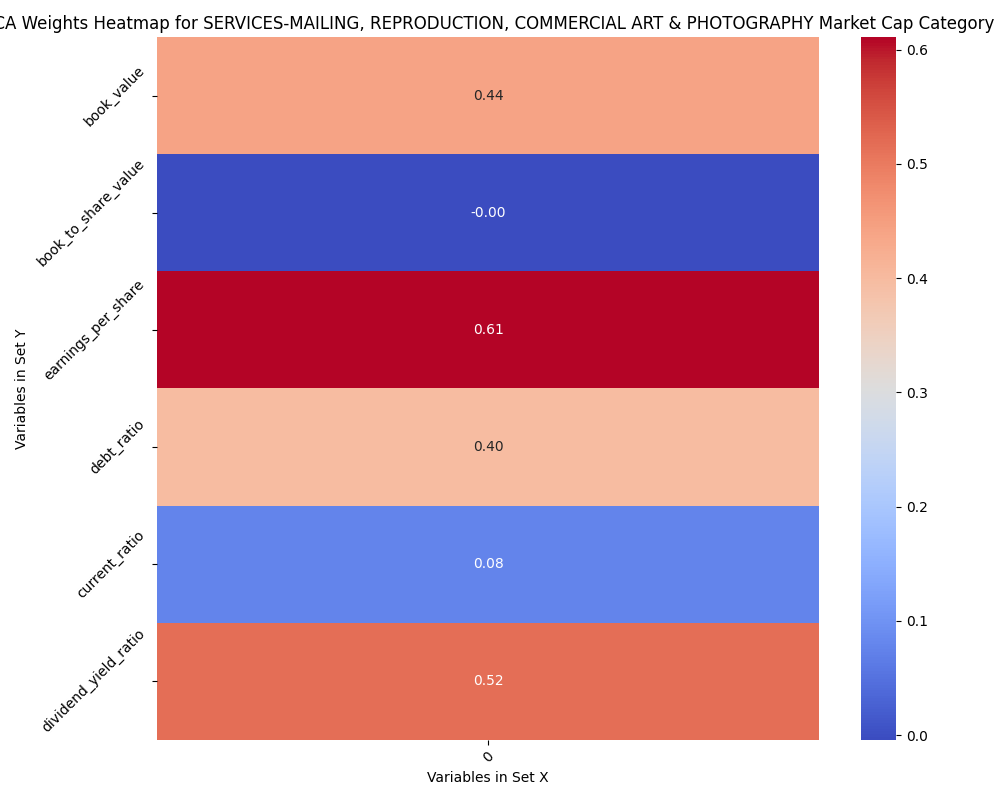 CA Weights Heatmap for SERVICES-MAILING, REPRODUCTION, COMMERCIAL ART & PHOTOGRAPHY Market Cap Category
book_value
0.44
book_to_share_value
-0.00
earnings_per_share
0.61
debt_ratio
0.40
current_ratio
0.08
dividend_yield_ratio
0.52
Variables in Set Y
0
Variables in Set X
0.6
0.5
0.4
0.3
0.2
0.1
0.0